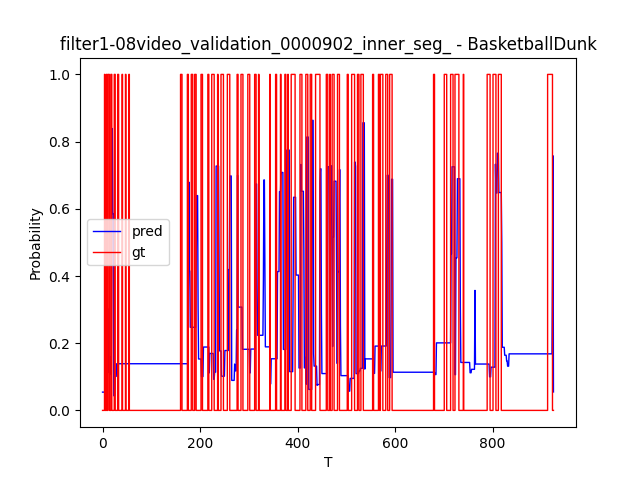 filter1-08video_validation_0000902_inner_seg_ - BasketballDunk
1.0
0.8
0.6
0.4
0.2
0.0
Probability
pred
gt
0
200
400
600
800
T